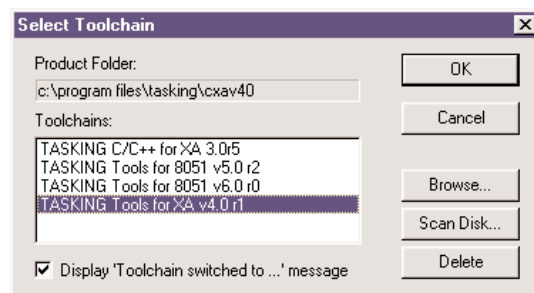 Select Toolchain
Product Folder:
c:\program files\tasking\cxav40
Toolchains:
TASKING C/C++ for XA 3.0r5
TASKING Tools for 8051 v5.0 r2
TASKING Tools for 8051 v6.0 r0
TASKING Tools for XA v4.0 r1
Display 'Toolchain switched to ...' message
OK
Cancel
Browse...
Scan Disk...
Delete